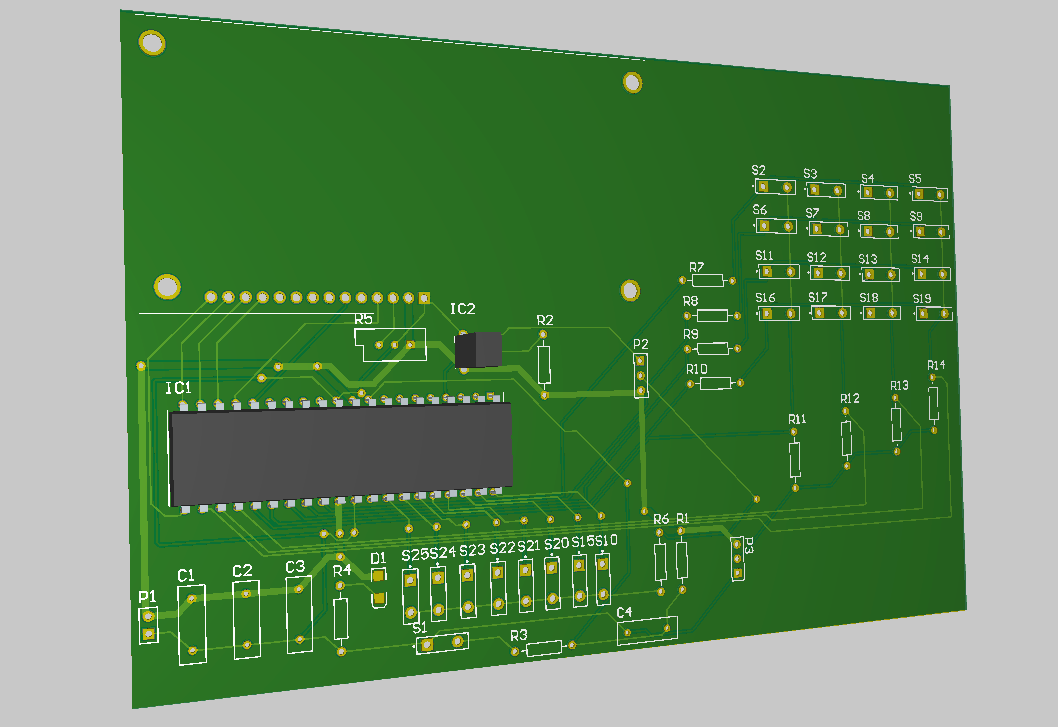 S2 S3 S4 S5
S6 S7 S8 S9
S11 S12 S13 S14
R7
R8
S16 S17 S18 S19
IC2
R5 R2
R9
P2
R10
R14
IC1
R13
R12
R11
R6 R1
P3
S25 S24 S23 S22 S21 S20 S15 S10
D1
C1 C2 C3 R4
P1
C4
S1
R3